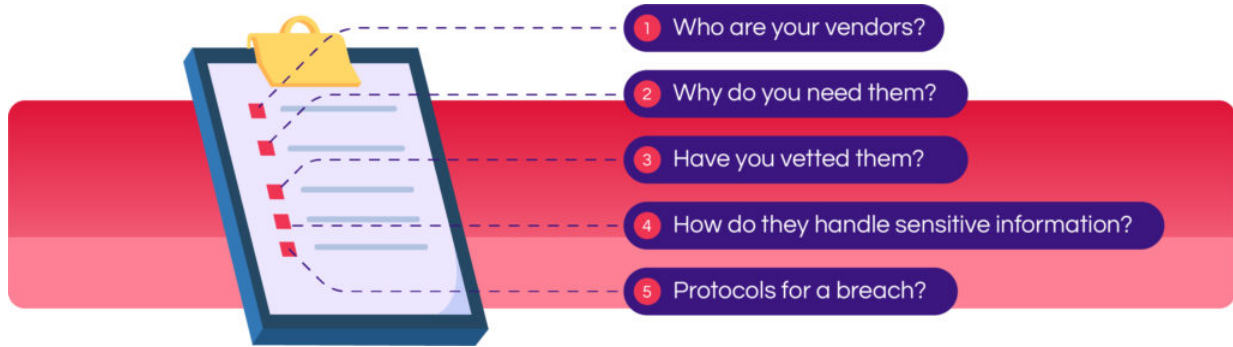 1 Who are your vendors?
2 Why do you need them?
3 Have you vetted them?
4 How do they handle sensitive information?
5 Protocols for a breach?